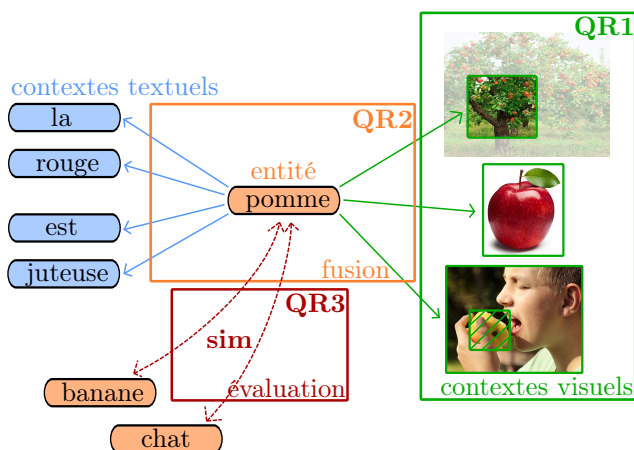 QR1
contextes textuels
la
QR2
rouge
entité
pomme
est
juteuse
fusion
QR3
sim
banane
évaluation
contextes visuels
chat